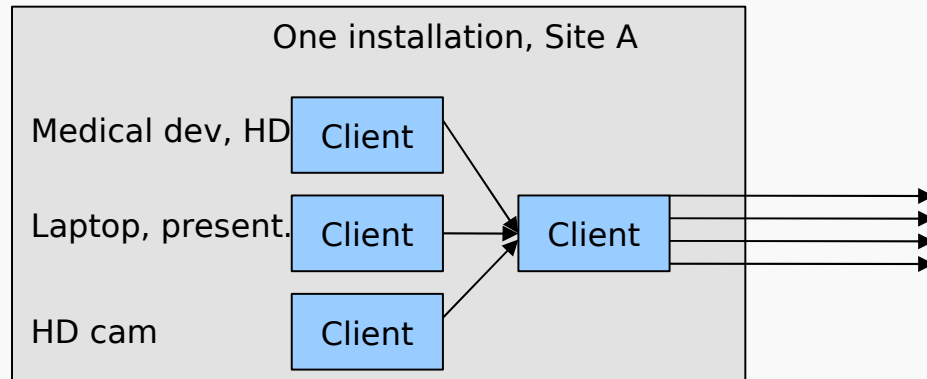 One installation, Site A
Medical dev, HD
Client
Laptop, present.
Client
Client
HD cam
Client